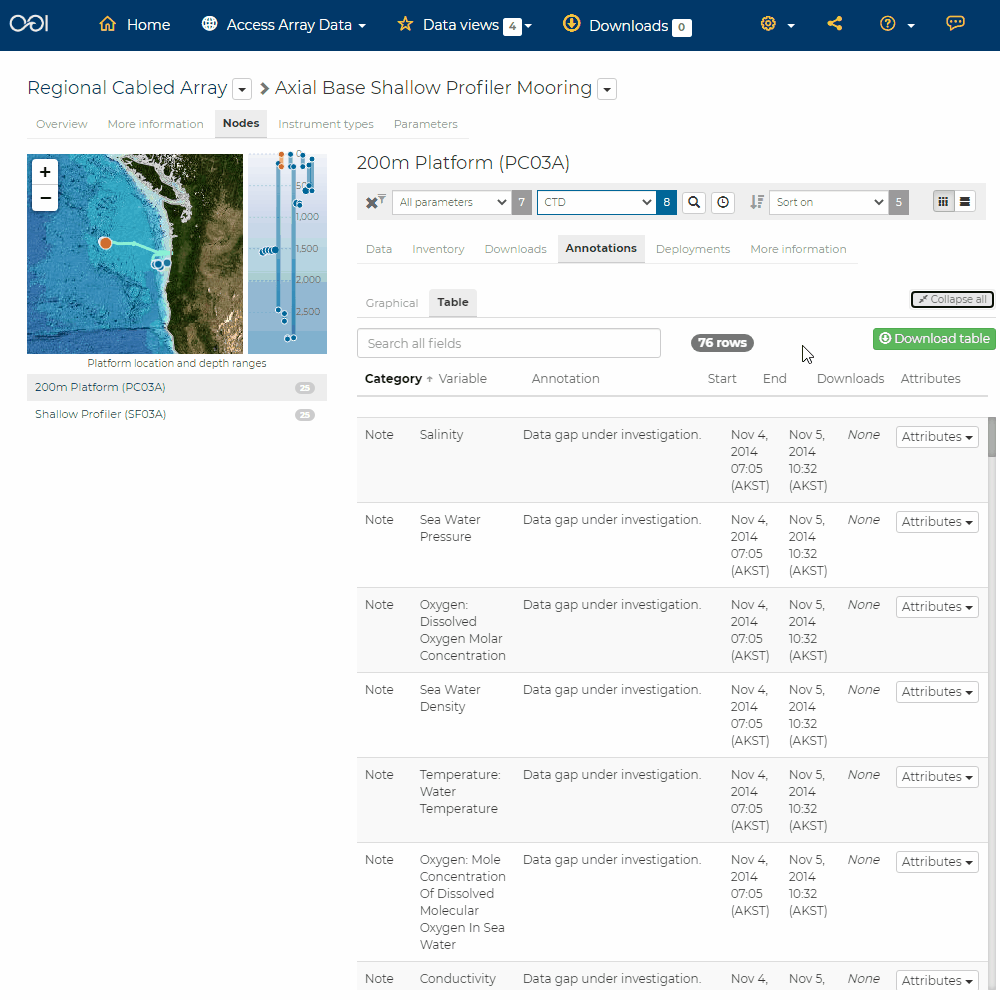 OOI Home Access Array Data Data views 4 Downloads 0
Regional Cabled Array Axial Base Shallow Profiler Mooring
Overview More information Nodes Instrument types Parameters
+
−
0
500
1,000
1,500
2,000
2,500
Platform location and depth ranges
200m Platform (PC03A) 25
Shallow Profiler (SF03A) 25
200m Platform (PC03A)
All parameters 7 CTD 8 Sort on 5
Data Inventory Downloads Annotations Deployments More information
Graphical Table Collapse all
Search all fields 76 rows Download table
Category ↑ Variable Annotation Start End Downloads Attributes
Note Salinity Data gap under investigation. Nov 4, Nov 5, None Attributes
2014 2014
07:05 10:32
(AKST) (AKST)
Note Sea Water Data gap under investigation. Nov 4, Nov 5, None Attributes
Pressure 2014 2014
07:05 10:32
(AKST) (AKST)
Note Oxygen: Data gap under investigation. Nov 4, Nov 5, None Attributes
Dissolved 2014 2014
Oxygen Molar 07:05 10:32
Concentration (AKST) (AKST)
Note Sea Water Data gap under investigation. Nov 4, Nov 5, None Attributes
Density 2014 2014
07:05 10:32
(AKST) (AKST)
Note Temperature: Data gap under investigation. Nov 4, Nov 5, None Attributes
Water 2014 2014
Temperature 07:05 10:32
(AKST) (AKST)
Note Oxygen: Mole Data gap under investigation. Nov 4, Nov 5, None Attributes
Concentration 2014 2014
Of Dissolved 07:05 10:32
Molecular (AKST) (AKST)
Oxygen In Sea
Water
Note Conductivity Data gap under investigation. Nov 4, Nov 5, None Attributes